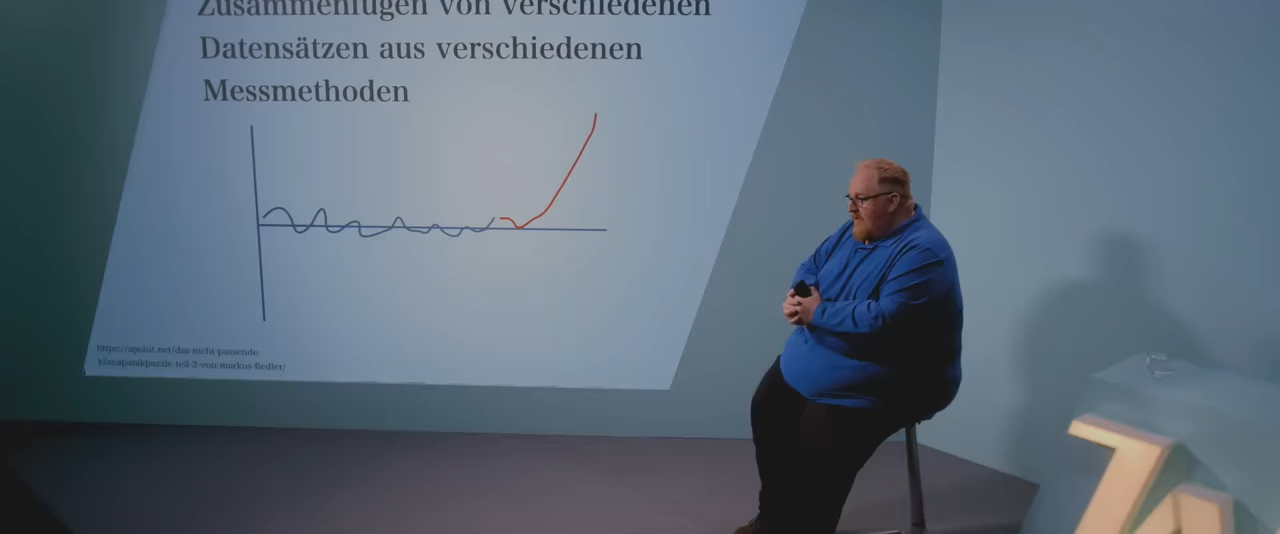 Zusammenfügen von verschiedenen
Datensätzen aus verschiedenen
Messmethoden
https://apolut.net/das-nicht-passende
klimapanikpuzzle-teil-2-von-markus-fiedler/